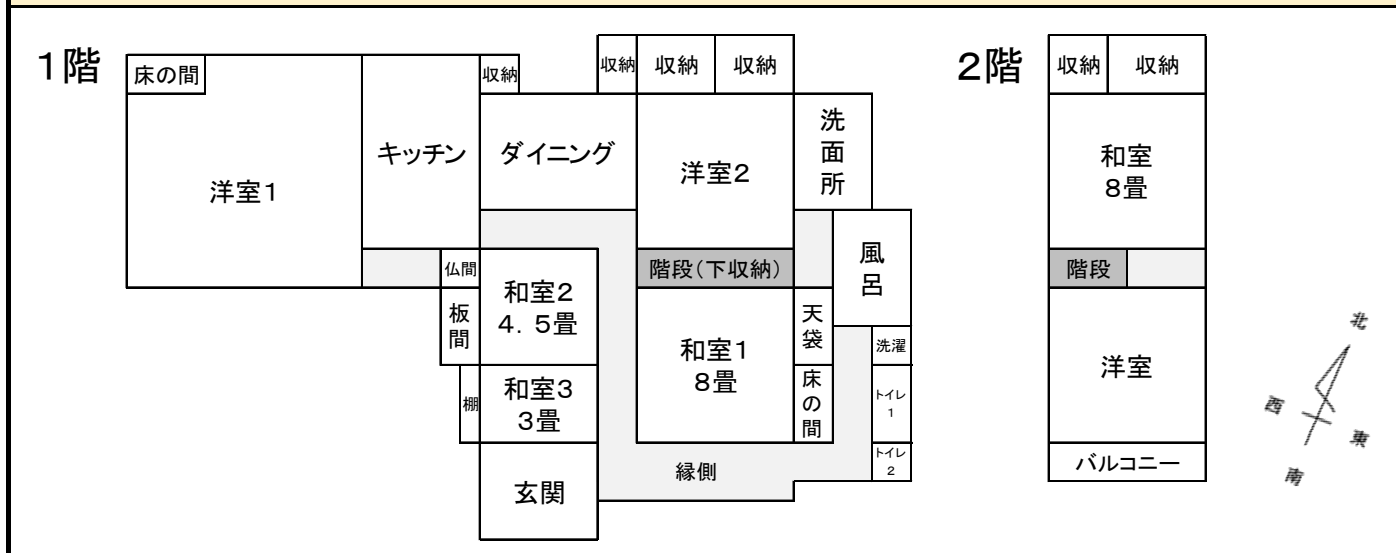 1階
床の間
洋室1
キッチン
収納
ダイニング
収納
収納
収納
洋室2
洗面所
風呂
仏間
板間
和室2
4.5畳
棚
和室3
3畳
玄関
階段(下収納)
和室1
8畳
天袋
床の間
洗濯
トイレ
1
トイレ
2
縁側
2階
収納
収納
和室
8畳
階段
洋室
バルコニー
北
西
東
南